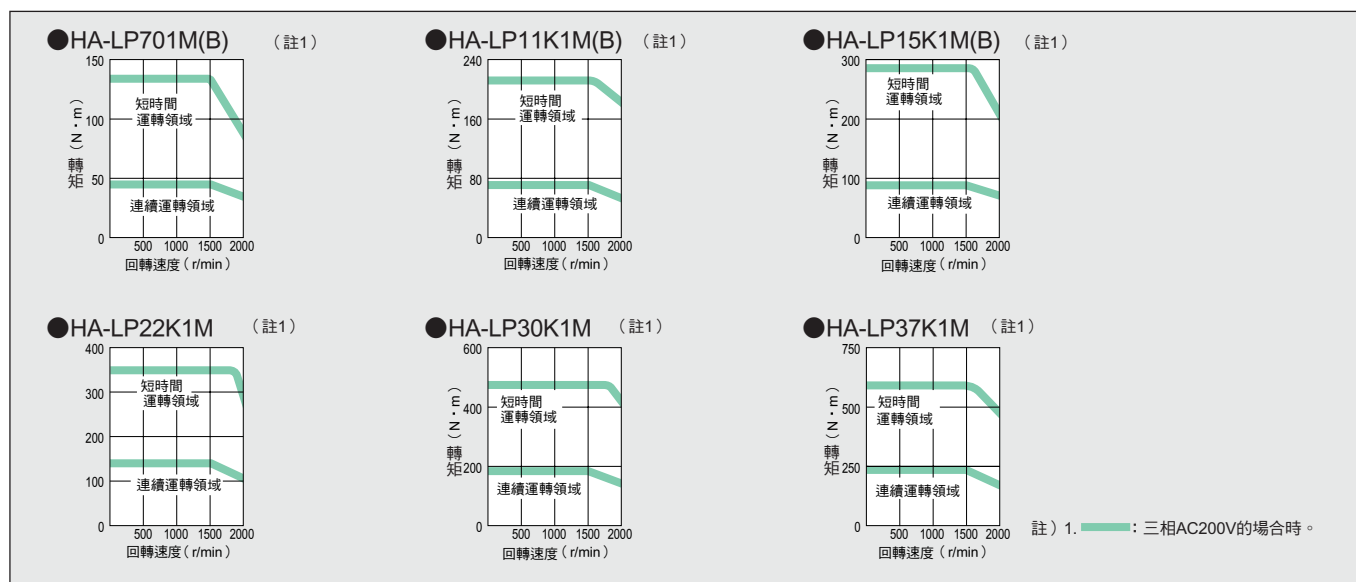 ●HA-LP701M(B) （註1）
150
100
50
0
轉矩（N・m）
短時間
運轉領域
連續運轉領域
500 1000 1500 2000
回轉速度（r/min）
●HA-LP11K1M(B) （註1）
240
160
80
0
轉矩（N・m）
短時間
運轉領域
連續運轉領域
500 1000 1500 2000
回轉速度（r/min）
●HA-LP15K1M(B) （註1）
300
200
100
0
轉矩（N・m）
短時間
運轉領域
連續運轉領域
500 1000 1500 2000
回轉速度（r/min）
●HA-LP22K1M （註1）
400
300
200
100
0
轉矩（N・m）
短時間
運轉領域
連續運轉領域
500 1000 1500 2000
回轉速度（r/min）
●HA-LP30K1M （註1）
600
400
200
0
轉矩（N・m）
短時間
運轉領域
連續運轉領域
500 1000 1500 2000
回轉速度（r/min）
●HA-LP37K1M （註1）
750
500
250
0
轉矩（N・m）
短時間
運轉領域
連續運轉領域
500 1000 1500 2000
回轉速度（r/min）
註）1. ：三相AC200V的場合時。